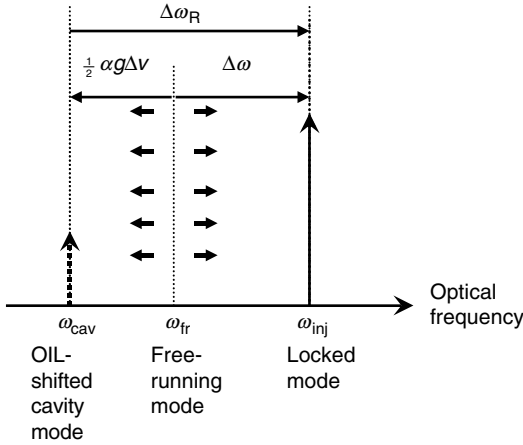 Δω_R
½ αgΔv Δω
Optical
frequency
ω_cav ω_fr ω_inj
OIL- Free- Locked
shifted running mode
cavity mode
mode